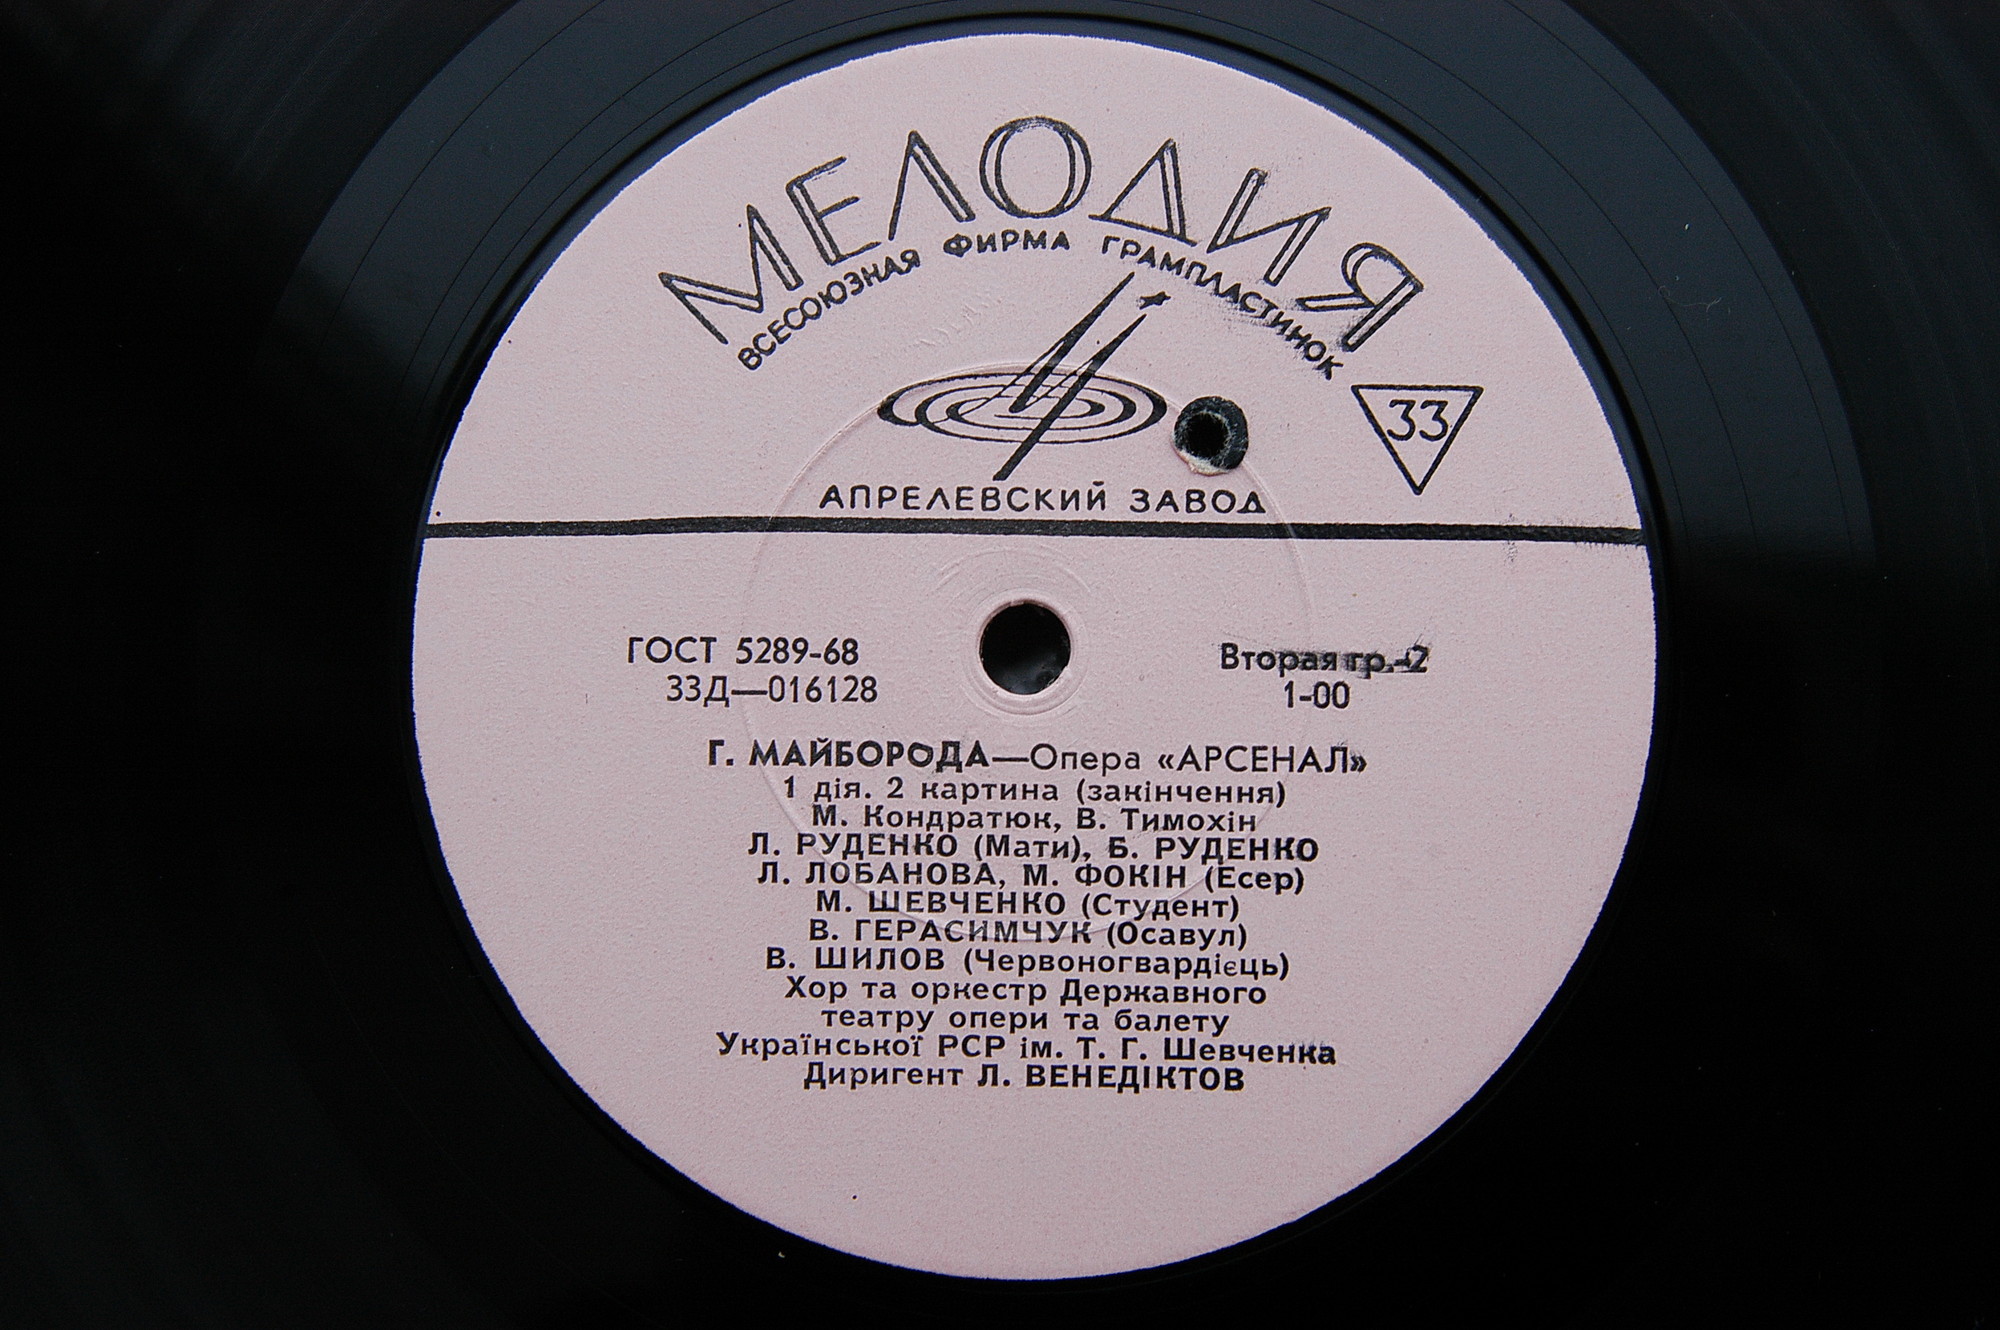 МЕЛОДИЯ
ВСЕСОЮЗНАЯ ФИРМА ГРАМПЛАСТИНОК
33
АПРЕЛЕВСКИЙ ЗАВОД
ГОСТ 5289-68
33Д—016128
Вторая гр.-2
1-00
Г. МАЙБОРОДА—Опера «АРСЕНАЛ»
1 дія. 2 картина (закінчення)
М. Кондратюк, В. Тимохін
Л. РУДЕНКО (Мати), Б. РУДЕНКО
Л. ЛОБАНОВА, М. ФОКІН (Есер)
М. ШЕВЧЕНКО (Студент)
В. ГЕРАСИМЧУК (Осавул)
В. ШИЛОВ (Червоногвардієць)
Хор та оркестр Державного
театру опери та балету
Української РСР ім. Т. Г. Шевченка
Диригент Л. ВЕНЕДІКТОВ